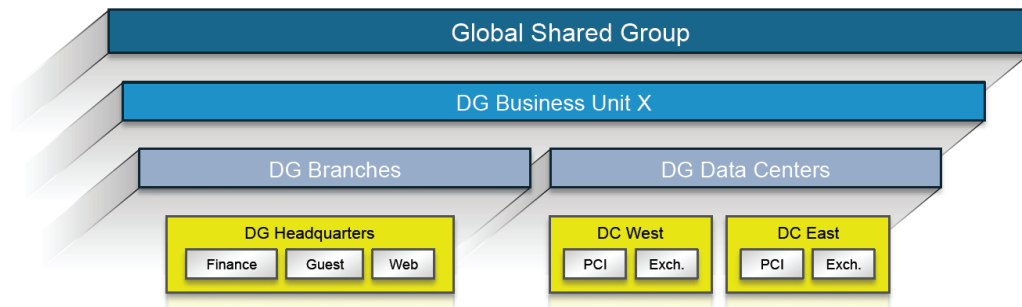 Global Shared Group
DG Business Unit X
DG Branches
DG Data Centers
DG Headquarters
Finance
Guest
Web
DC West
PCI
Exch.
DC East
PCI
Exch.